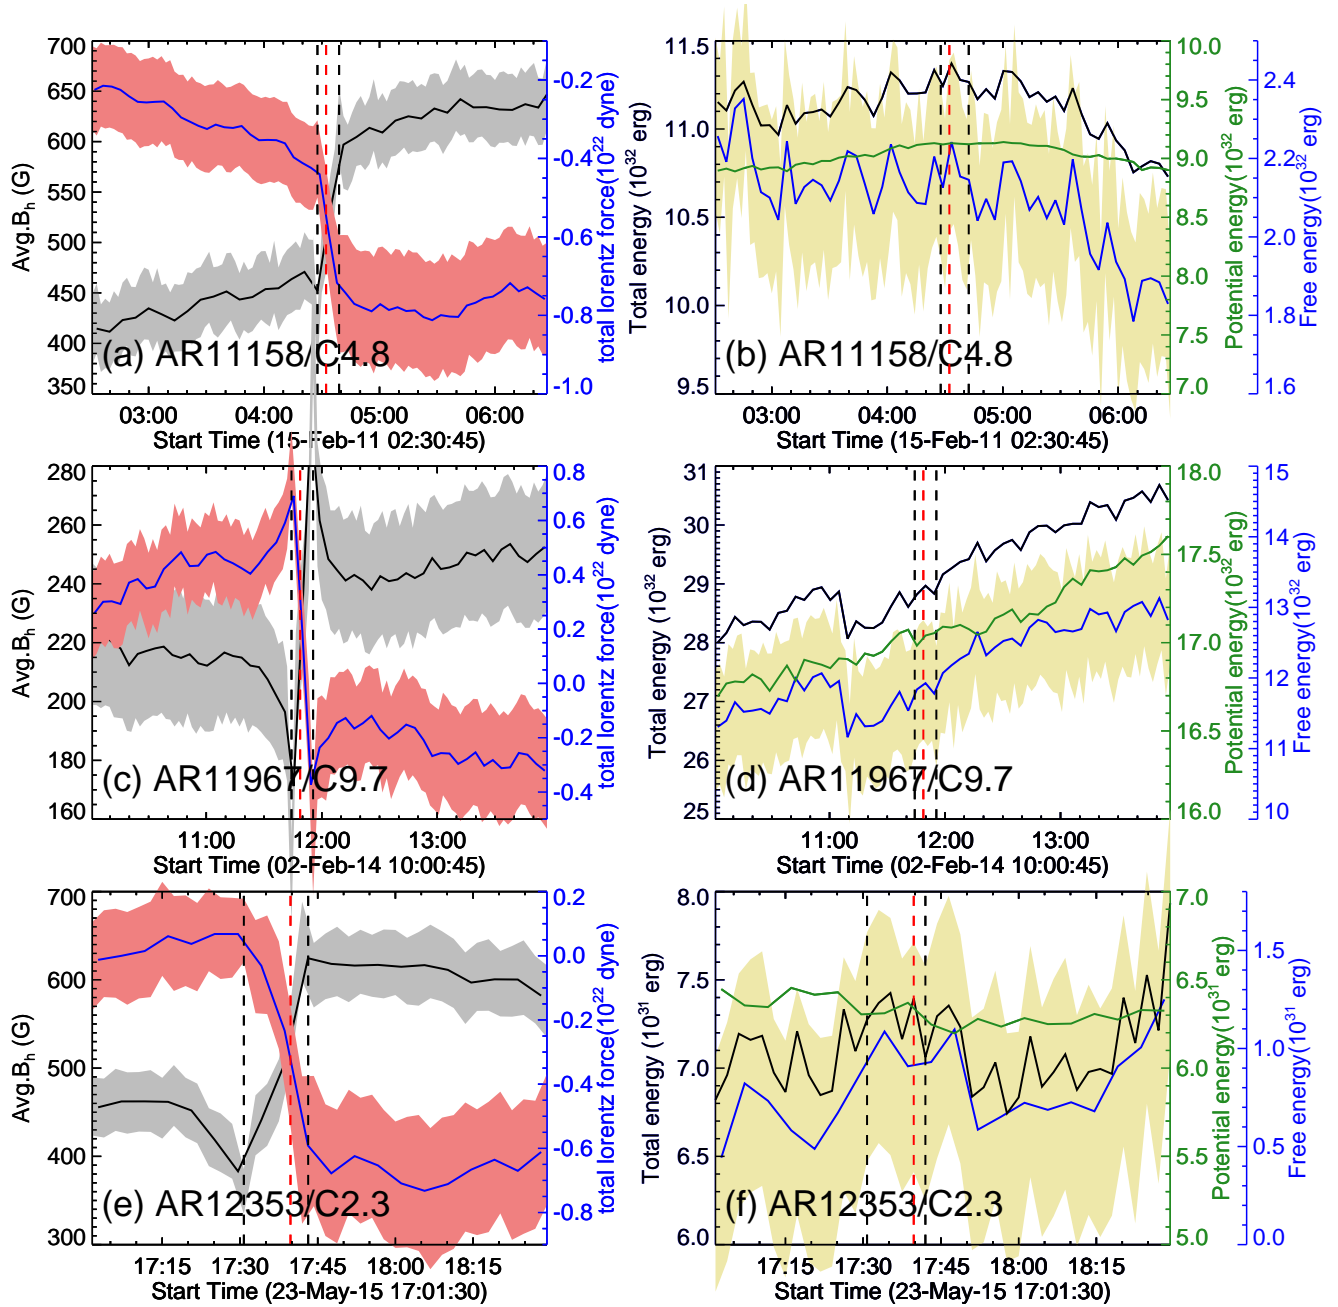 700
650
600
550
500
450
400
350
Avg.B_h (G)
-0.2
-0.4
-0.6
-0.8
-1.0
total lorentz force(10^22 dyne)
(a) AR11158/C4.8
03:00 04:00 05:00 06:00
Start Time (15-Feb-11 02:30:45)
11.5
11.0
10.5
10.0
9.5
Total energy (10^32 erg)
10.0
9.5
9.0
8.5
8.0
7.5
7.0
Potential energy(10^32 erg)
2.4
2.2
2.0
1.8
1.6
Free energy(10^32 erg)
(b) AR11158/C4.8
03:00 04:00 05:00 06:00
Start Time (15-Feb-11 02:30:45)
280
260
240
220
200
180
160
Avg.B_h (G)
0.8
0.6
0.4
0.2
0.0
-0.2
-0.4
total lorentz force(10^22 dyne)
(c) AR11967/C9.7
11:00 12:00 13:00
Start Time (02-Feb-14 10:00:45)
31
30
29
28
27
26
25
Total energy (10^32 erg)
18.0
17.5
17.0
16.5
16.0
Potential energy(10^32 erg)
15
14
13
12
11
10
Free energy(10^32 erg)
(d) AR11967/C9.7
11:00 12:00 13:00
Start Time (02-Feb-14 10:00:45)
700
600
500
400
300
Avg.B_h (G)
0.2
0.0
-0.2
-0.4
-0.6
-0.8
total lorentz force(10^22 dyne)
(e) AR12353/C2.3
17:15 17:30 17:45 18:00 18:15
Start Time (23-May-15 17:01:30)
8.0
7.5
7.0
6.5
6.0
Total energy (10^31 erg)
7.0
6.5
6.0
5.5
5.0
Potential energy(10^31 erg)
1.5
1.0
0.5
0.0
Free energy(10^31 erg)
(f) AR12353/C2.3
17:15 17:30 17:45 18:00 18:15
Start Time (23-May-15 17:01:30)